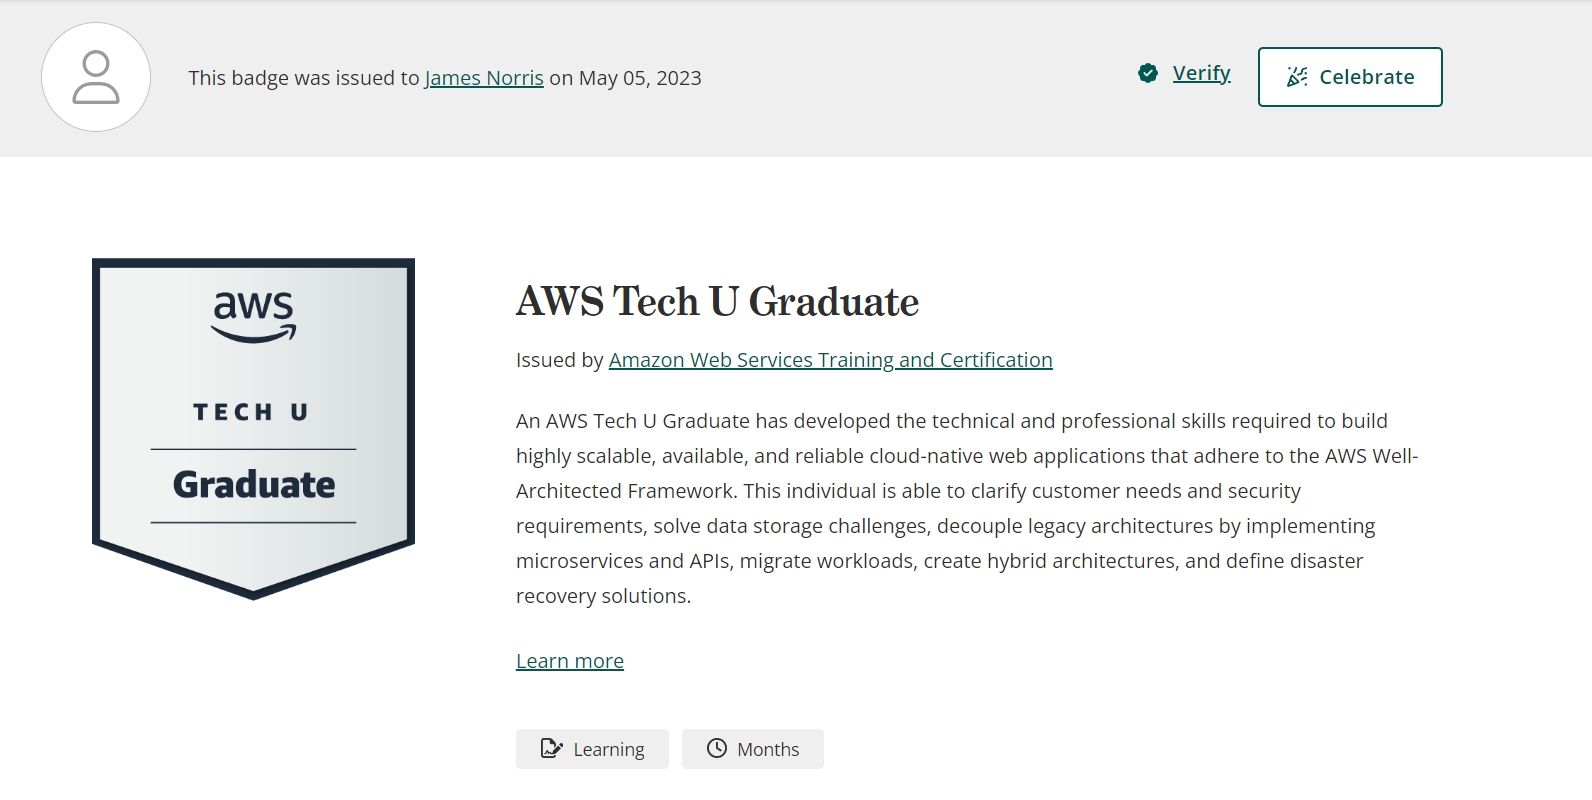 This badge was issued to James Norris on May 05, 2023
Verify
Celebrate
aws
TECH U
Graduate
AWS Tech U Graduate
Issued by Amazon Web Services Training and Certification
An AWS Tech U Graduate has developed the technical and professional skills required to build
highly scalable, available, and reliable cloud-native web applications that adhere to the AWS Well-
Architected Framework. This individual is able to clarify customer needs and security
requirements, solve data storage challenges, decouple legacy architectures by implementing
microservices and APIs, migrate workloads, create hybrid architectures, and define disaster
recovery solutions.
Learn more
Learning
Months